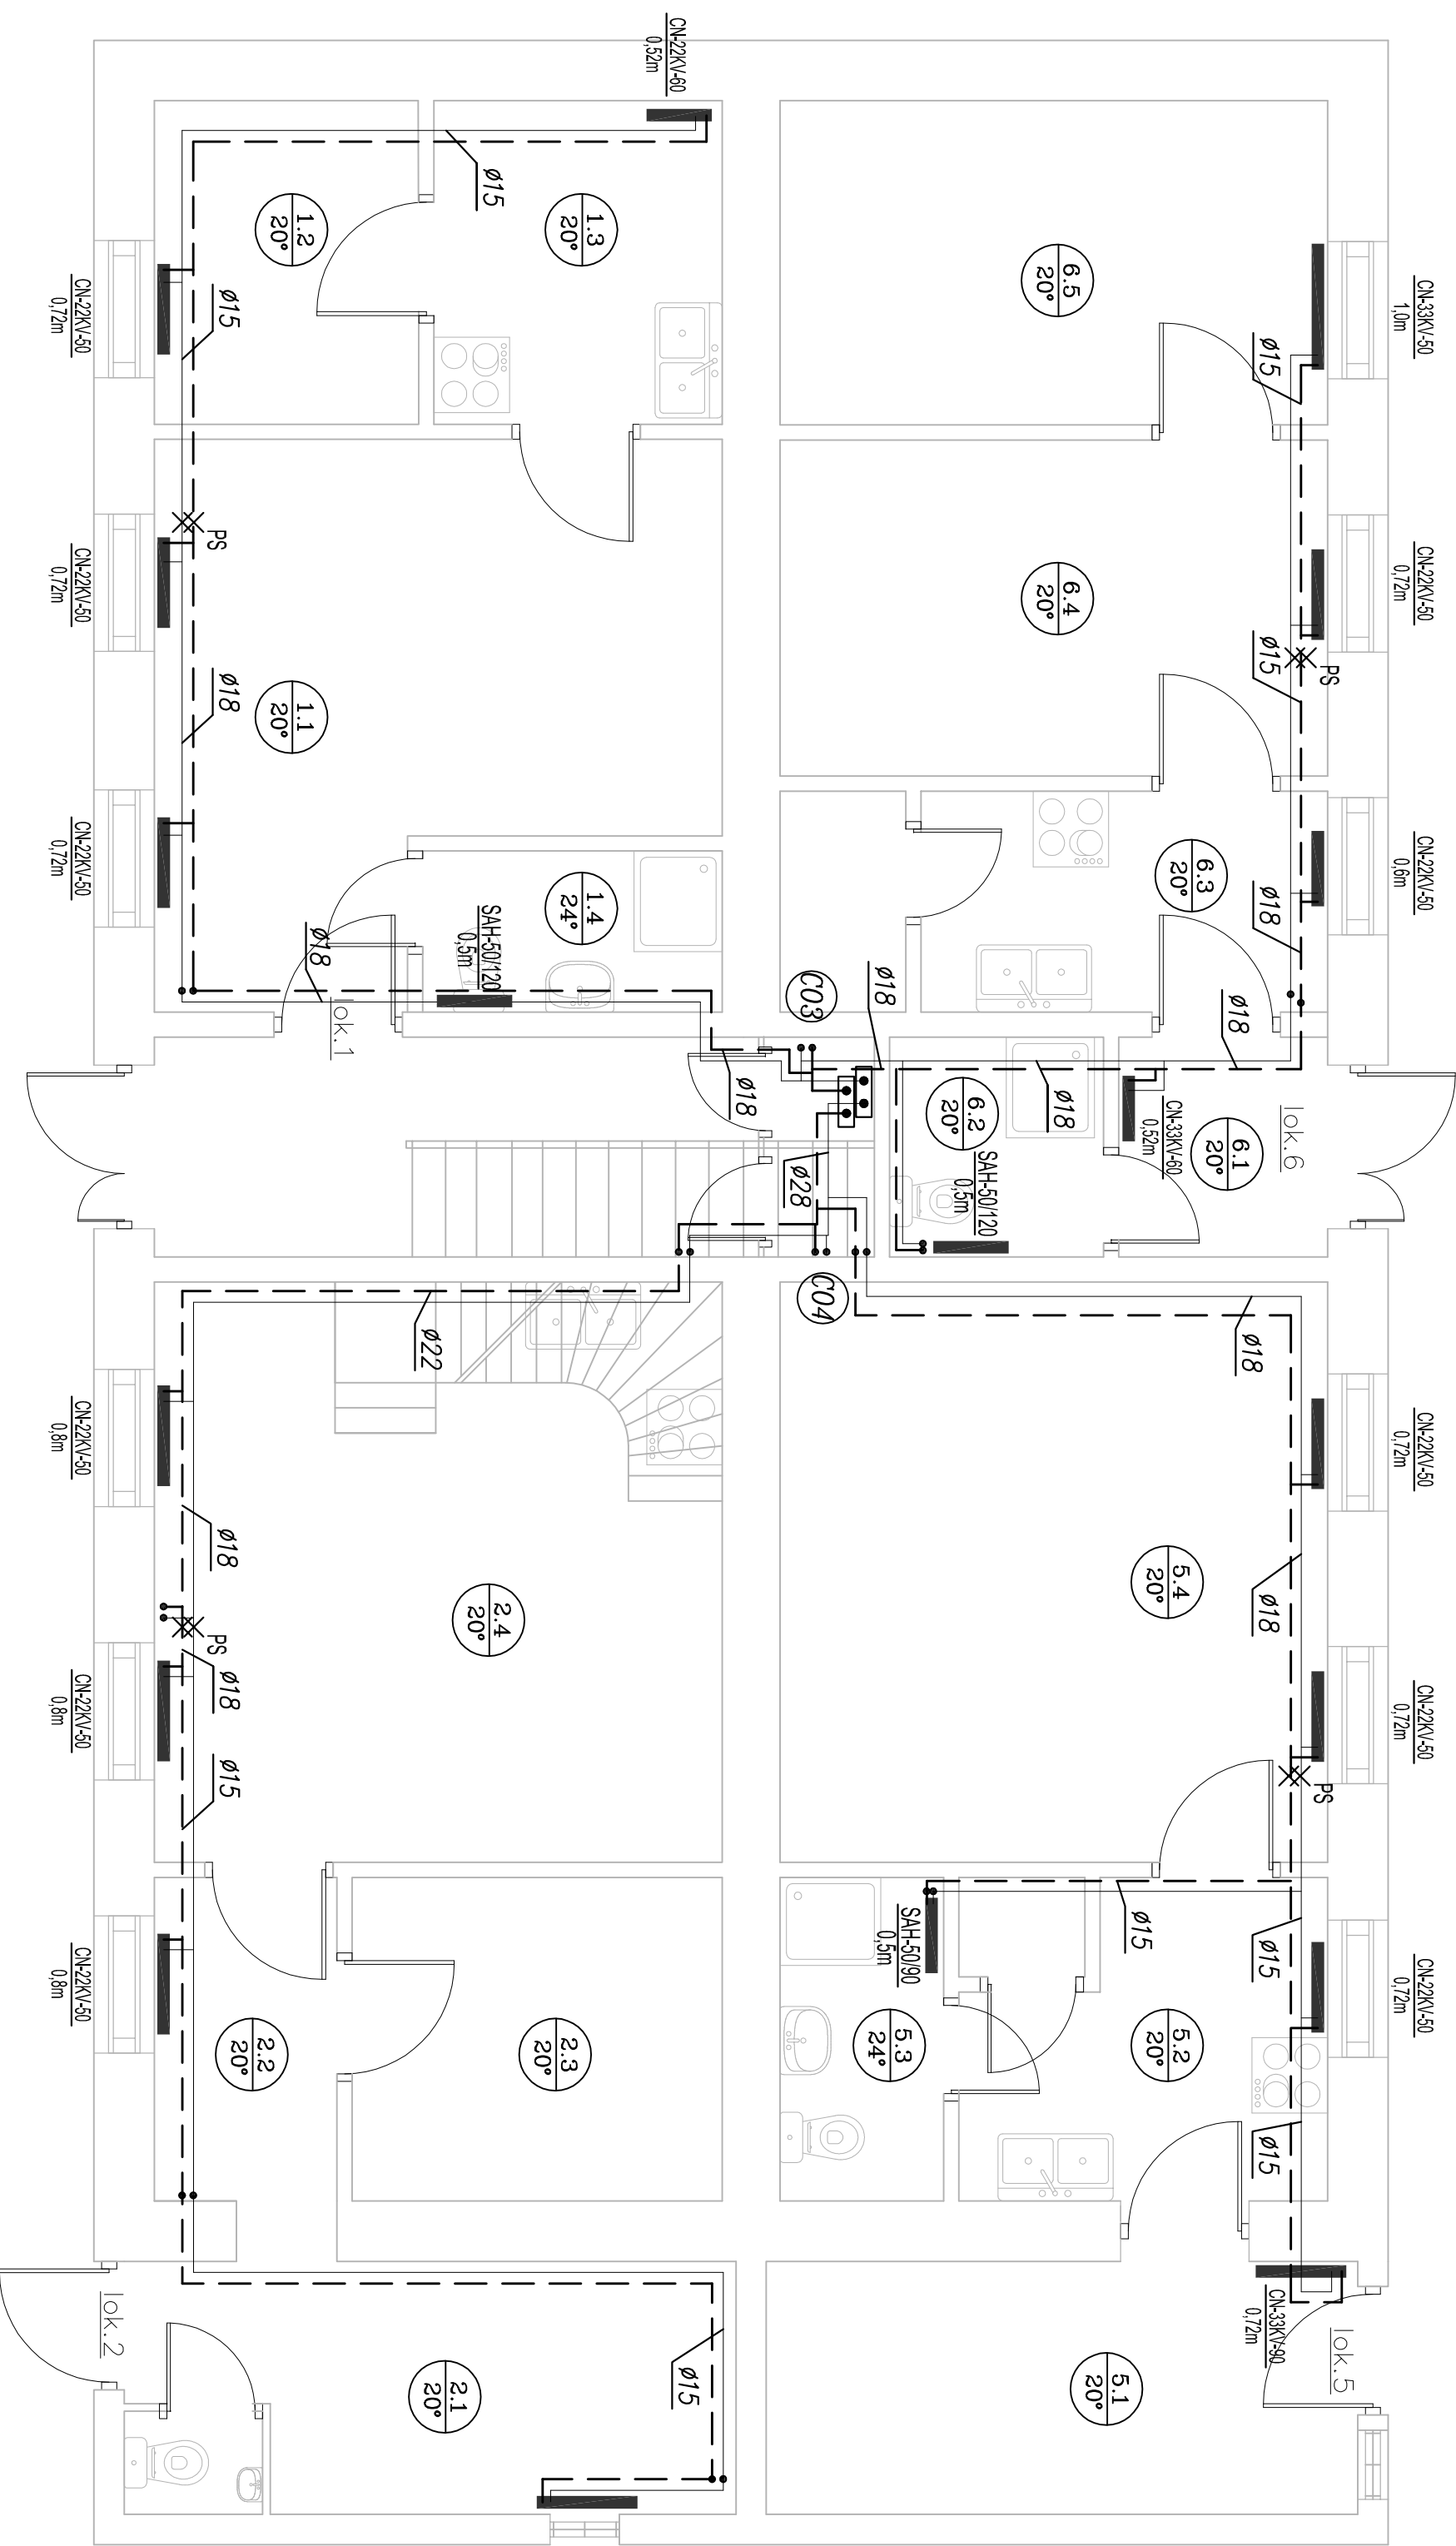 CN-33KV-50
1,0m
CN-22KV-50
0,72m
CN-22KV-50
0,6m
CN-22KV-50
0,72m
CN-22KV-50
0,72m
CN-22KV-50
0,72m
lok.5
PS
PS
lok.6
ø15
ø15
ø18
ø18
ø18
ø18
ø15
ø15
CN-33KV-90
0,72m
6.1
20°
6.3
20°
5.4
20°
5.2
20°
CN-33KV-60
0,52m
ø15
5.1
20°
6.5
20°
6.4
20°
ø18
6.2
20°
SAH-50/120
0,5m
SAH-50/90
0,5m
5.3
24°
ø18
C03
C04
ø28
ø18
CN-22KV-60
0,52m
ø15
1.3
20°
1.4
24°
SAH-50/120
0,5m
ø15
2.3
20°
2.4
20°
ø22
2.1
20°
lok.1
ø18
1.2
20°
1.1
20°
2.2
20°
ø15
PS
ø18
ø18
PS
ø18
ø15
lok.2
CN-22KV-50
0,72m
CN-22KV-50
0,72m
CN-22KV-50
0,72m
CN-22KV-50
0,8m
CN-22KV-50
0,8m
CN-22KV-50
0,8m